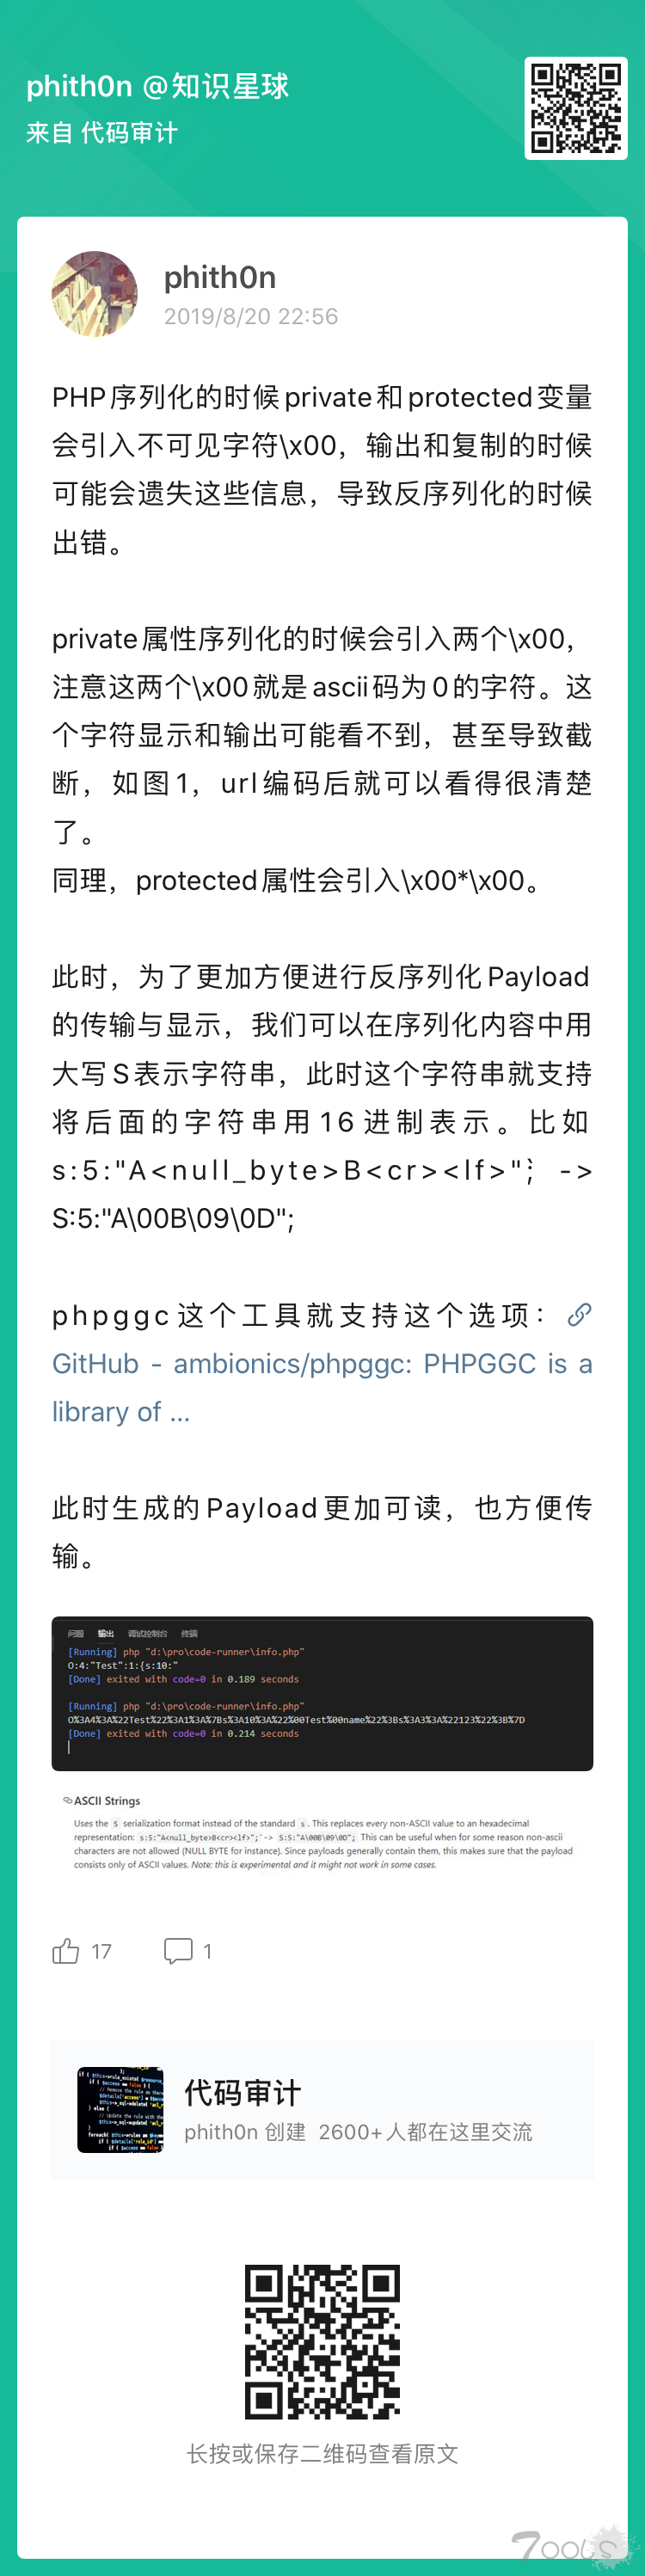 phith0n @知识星球
来自 代码审计
phith0n
2019/8/20 22:56
PHP序列化的时候private和protected变量
会引入不可见字符\x00，输出和复制的时候
可能会遗失这些信息，导致反序列化的时候
出错。
private属性序列化的时候会引入两个\x00，
注意这两个\x00就是ascii码为0的字符。这
个字符显示和输出可能看不到，甚至导致截
断，如图1，url编码后就可以看得很清楚
了。
同理，protected属性会引入\x00*\x00。
此时，为了更加方便进行反序列化Payload
的传输与显示，我们可以在序列化内容中用
大写S表示字符串，此时这个字符串就支持
将后面的字符串用16进制表示。比如
s:5:"A<null_byte>B<cr><lf>"; ->
S:5:"A\00B\09\0D";
phpggc这个工具就支持这个选项：
GitHub - ambionics/phpggc: PHPGGC is a
library of ...
此时生成的Payload更加可读，也方便传
输。
问题 输出 调试控制台 终端
[Running] php "d:\pro\code-runner\info.php"
O:4:"Test":1:{s:10:"
[Done] exited with code=0 in 0.189 seconds
[Running] php "d:\pro\code-runner\info.php"
O%3A4%3A%22Test%22%3A1%3A%7Bs%3A10%3A%22%00Test%00name%22%3Bs%3A3%3A%22123%22%3B%7D
[Done] exited with code=0 in 0.214 seconds
ASCII Strings
Uses the S serialization format instead of the standard s. This replaces every non-ASCII value to an hexadecimal
representation: s:5:"A<null_byte>B<cr><lf>";̀ -> S:5:"A\00B\09\0D"; This can be useful when for some reason non-ascii
characters are not allowed (NULL BYTE for instance). Since payloads generally contain them, this makes sure that the payload
consists only of ASCII values. Note: this is experimental and it might not work in some cases.
17 1
代码审计
phith0n 创建 2600+人都在这里交流
长按或保存二维码查看原文
7OOLS